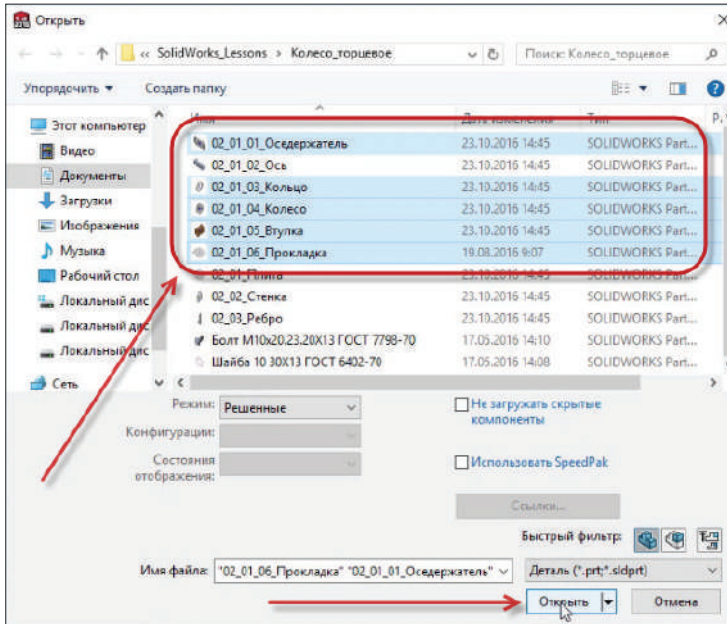 Открыть
« SolidWorks_Lessons > Колесо_торцевое
Поиск: Колесо_торцевое
Упорядочить
Создать папку
Имя
Дата изменения
Тип
Этот компьютер
Видео
Документы
Загрузки
Изображения
Музыка
Рабочий стол
Локальный дис
Локальный дис
Локальный дис
Сеть
02_01_01_Оседержатель 23.10.2016 14:45 SOLIDWORKS Part...
02_01_02_Ось 23.10.2016 14:45 SOLIDWORKS Part...
02_01_03_Кольцо 23.10.2016 14:45 SOLIDWORKS Part...
02_01_04_Колесо 23.10.2016 14:45 SOLIDWORKS Part...
02_01_05_Втулка 23.10.2016 14:45 SOLIDWORKS Part...
02_01_06_Прокладка 19.08.2016 9:07 SOLIDWORKS Part...
02_01_Плита 23.10.2016 14:45 SOLIDWORKS Part...
02_02_Стенка 23.10.2016 14:45 SOLIDWORKS Part...
02_03_Ребро 23.10.2016 14:45 SOLIDWORKS Part...
Болт М10х20.23.20Х13 ГОСТ 7798-70 17.05.2016 14:10 SOLIDWORKS Part...
Шайба 10 30Х13 ГОСТ 6402-70 17.05.2016 14:08 SOLIDWORKS Part...
Режим: Решенные
Конфигурации:
Состояния
отображения:
Не загружать скрытые
компоненты
Использовать SpeedPak
Ссылки...
Быстрый фильтр:
Имя файла: "02_01_06_Прокладка" "02_01_01_Оседержатель"
Деталь (*.prt;*.sldprt)
Открыть
Отмена